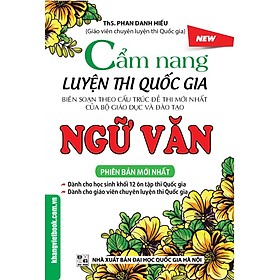 ThS. PHAN DANH HIẾU
(Giáo viên chuyên luyện thi Quốc gia)
NEW
Cẩm nang
LUYỆN THI QUỐC GIA
BIÊN SOẠN THEO CẤU TRÚC ĐỀ THI MỚI NHẤT
CỦA BỘ GIÁO DỤC VÀ ĐÀO TẠO
NGỮ VĂN
PHIÊN BẢN MỚI NHẤT
Dành cho học sinh khối 12 ôn tập thi Quốc gia
Dành cho giáo viên chuyên luyện thi Quốc gia
khangvietbook.com.vn
NHÀ XUẤT BẢN ĐẠI HỌC QUỐC GIA HÀ NỘI